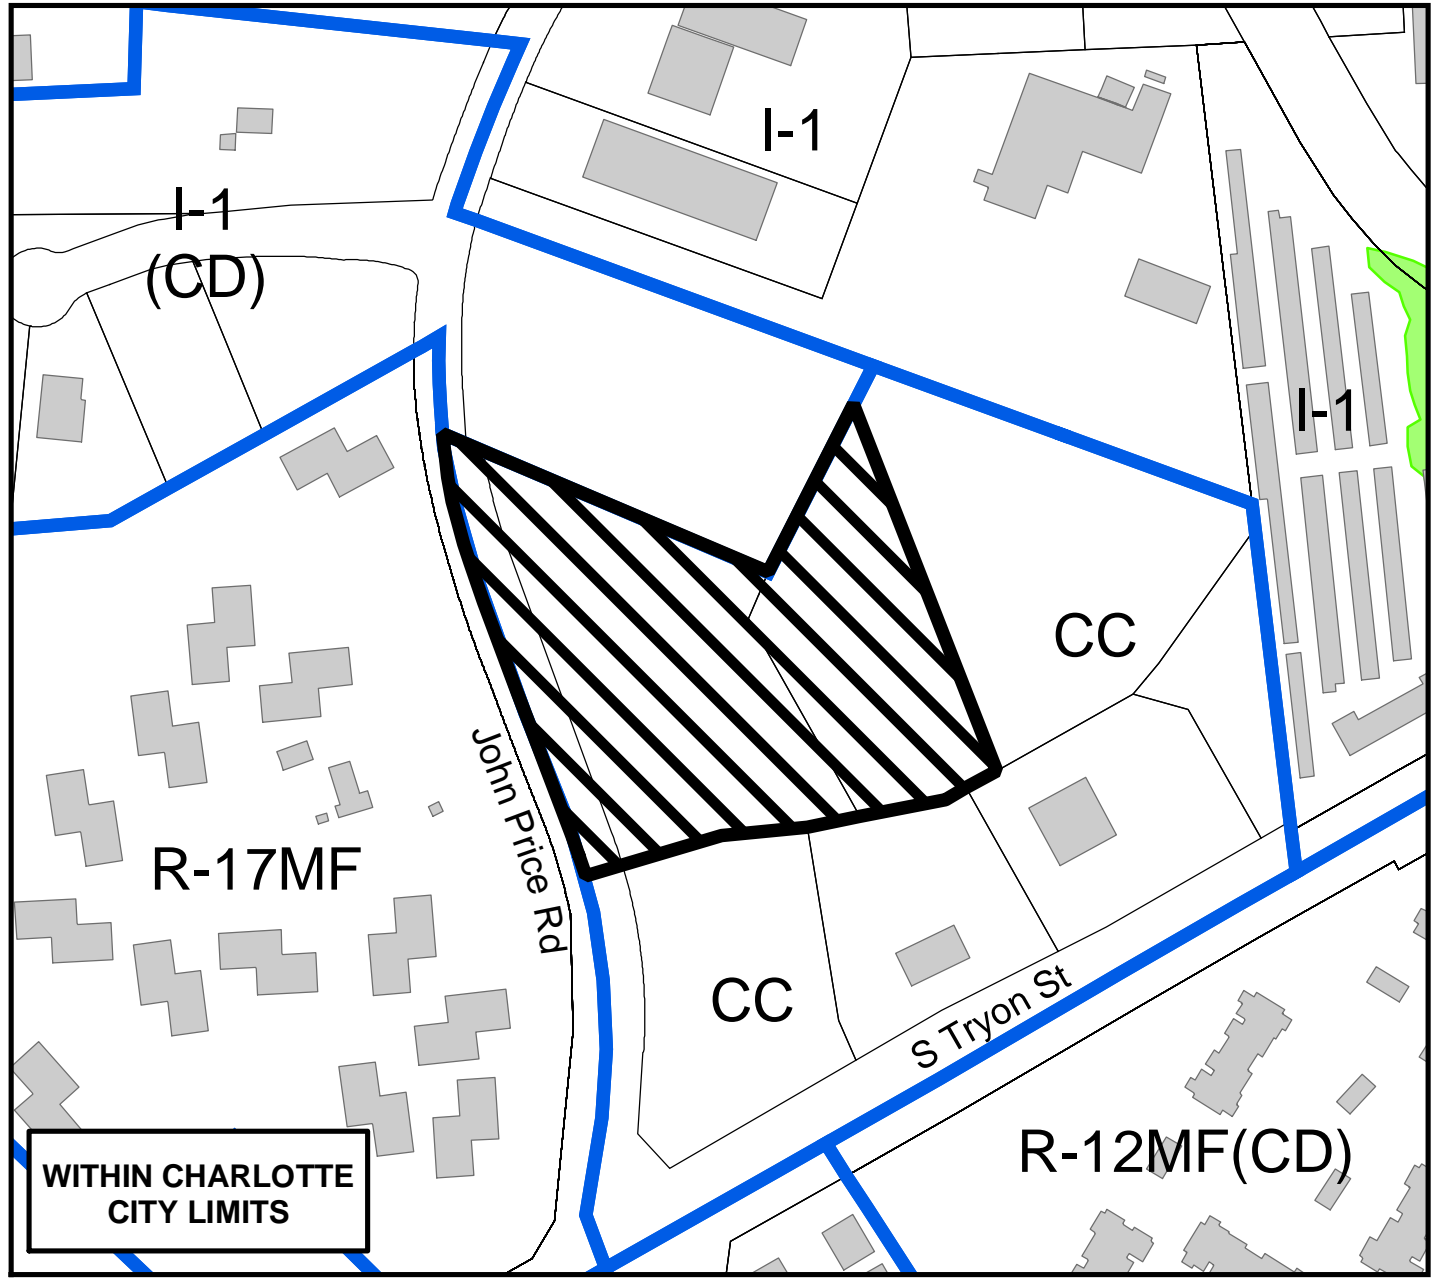 I-1
I-1
(CD)
I-1
CC
John Price Rd
R-17MF
CC
S Tryon St
R-12MF(CD)
WITHIN CHARLOTTE
CITY LIMITS